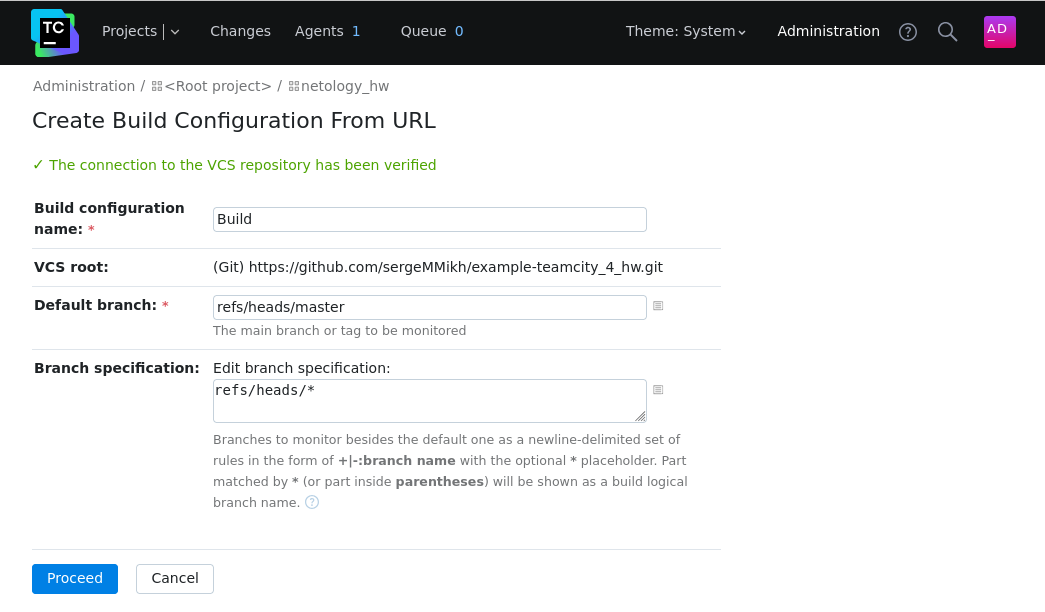 TC Projects Changes Agents 1 Queue 0 Theme: System Administration ? AD
Administration / <Root project> / netology_hw
Create Build Configuration From URL
✓ The connection to the VCS repository has been verified
Build configuration name: * Build
VCS root: (Git) https://github.com/sergeMMikh/example-teamcity_4_hw.git
Default branch: * refs/heads/master
The main branch or tag to be monitored
Branch specification: Edit branch specification:
refs/heads/*
Branches to monitor besides the default one as a newline-delimited set of
rules in the form of +|-:branch name with the optional * placeholder. Part
matched by * (or part inside parentheses) will be shown as a build logical
branch name. ?
Proceed Cancel